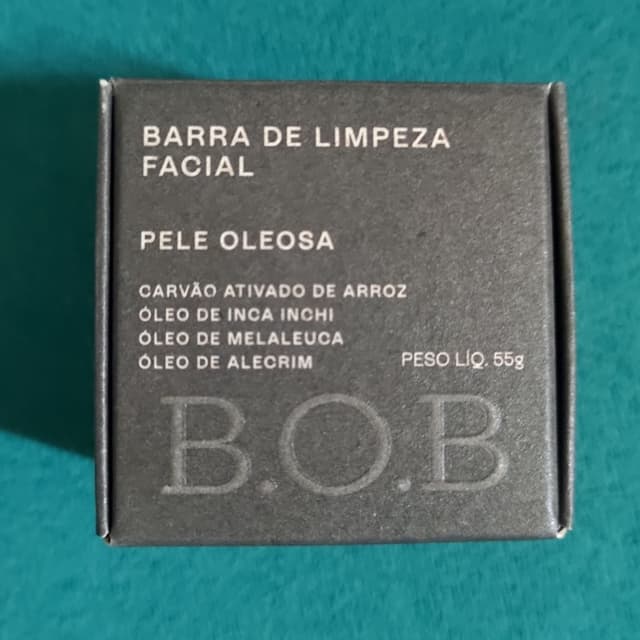 BARRA DE LIMPEZA
FACIAL
PELE OLEOSA
CARVÃO ATIVADO DE ARROZ
ÓLEO DE INCA INCHI
ÓLEO DE MELALEUCA
ÓLEO DE ALECRIM
PESO LÍQ. 55g
B.O.B